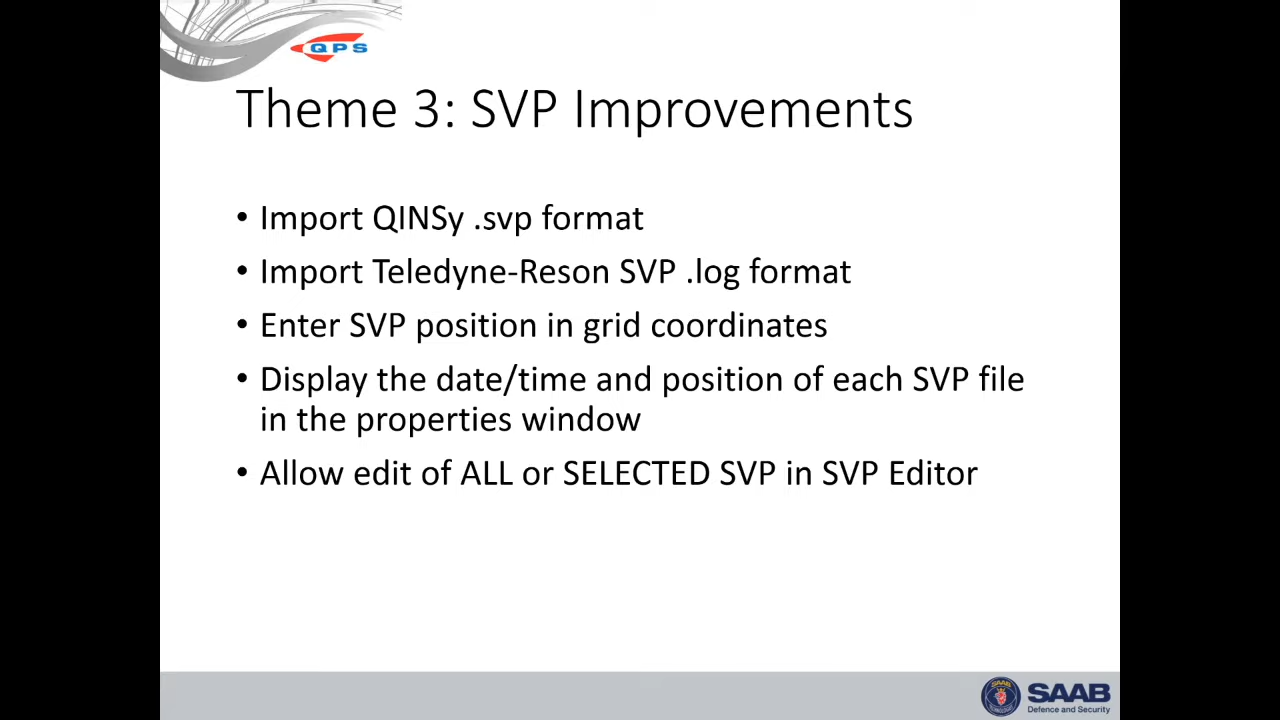 QPS
Theme 3: SVP Improvements
• Import QINSy .svp format
• Import Teledyne-Reson SVP .log format
• Enter SVP position in grid coordinates
• Display the date/time and position of each SVP file
in the properties window
• Allow edit of ALL or SELECTED SVP in SVP Editor
SAAB
SAAB
Defence and Security